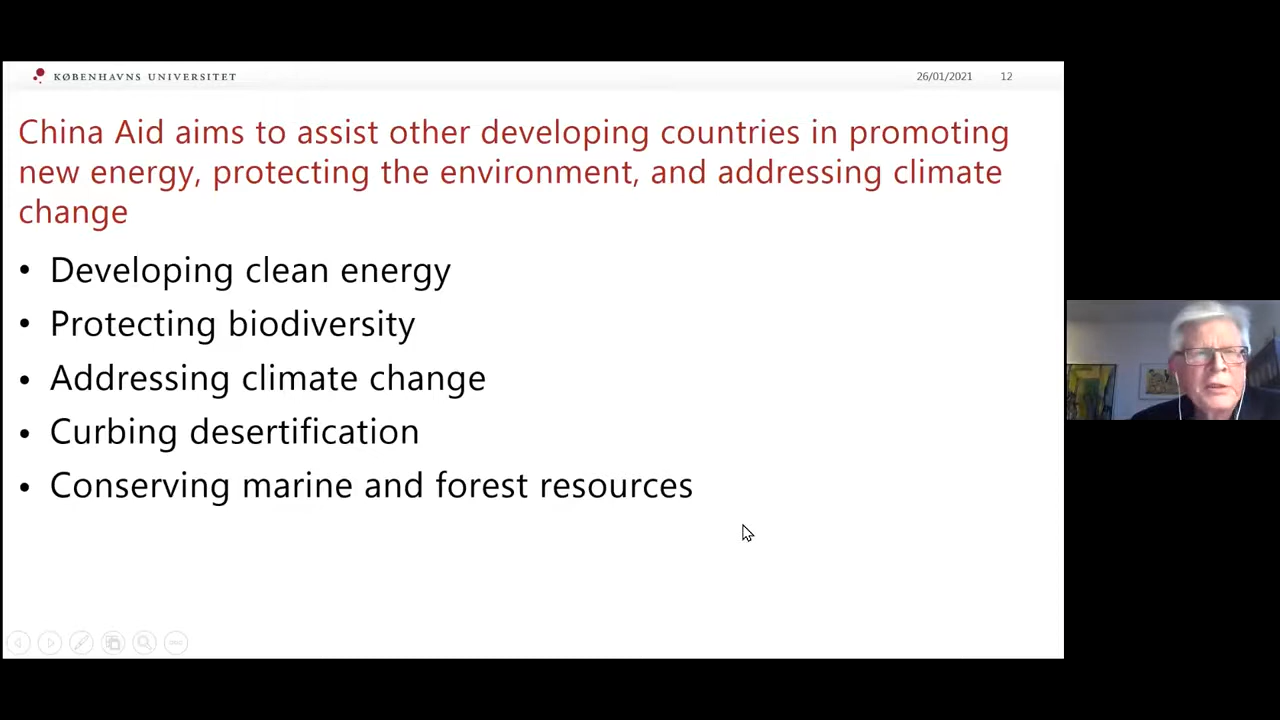 KØBENHAVNS UNIVERSITET
26/01/2021 12
China Aid aims to assist other developing countries in promoting
new energy, protecting the environment, and addressing climate
change
• Developing clean energy
• Protecting biodiversity
• Addressing climate change
• Curbing desertification
• Conserving marine and forest resources